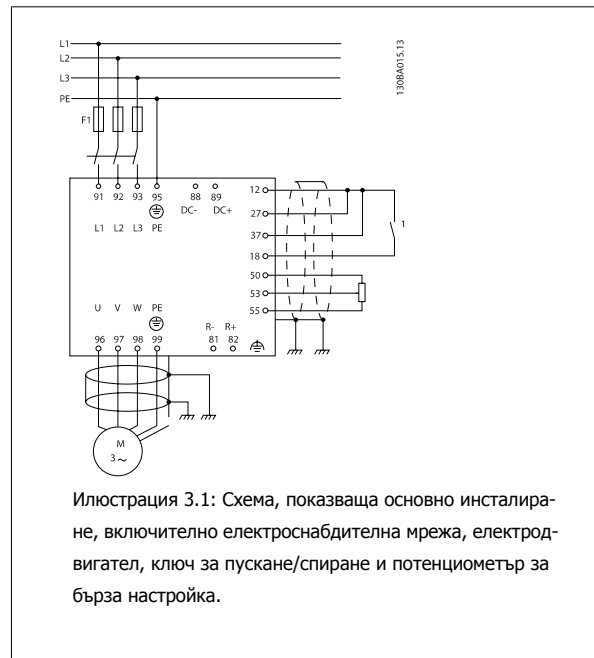 L1
L2
L3
PE
130BA015.13
F1
91 92 93 95 88 89
DC- DC+
L1 L2 L3 PE
12
27
37
18
50
53
55
1
U V W PE
R- R+
96 97 98 99 81 82
M
3 ~
Илюстрация 3.1: Схема, показваща основно инсталира-
не, включително електроснабдителна мрежа, електрод-
вигател, ключ за пускане/спиране и потенциометър за
бърза настройка.